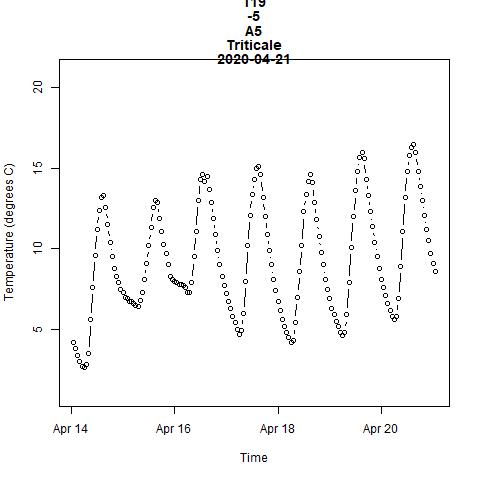 T19
-5
A5
Triticale
2020-04-21
20
15
10
5
Temperature (degrees C)
Apr 14
Apr 16
Apr 18
Apr 20
Time